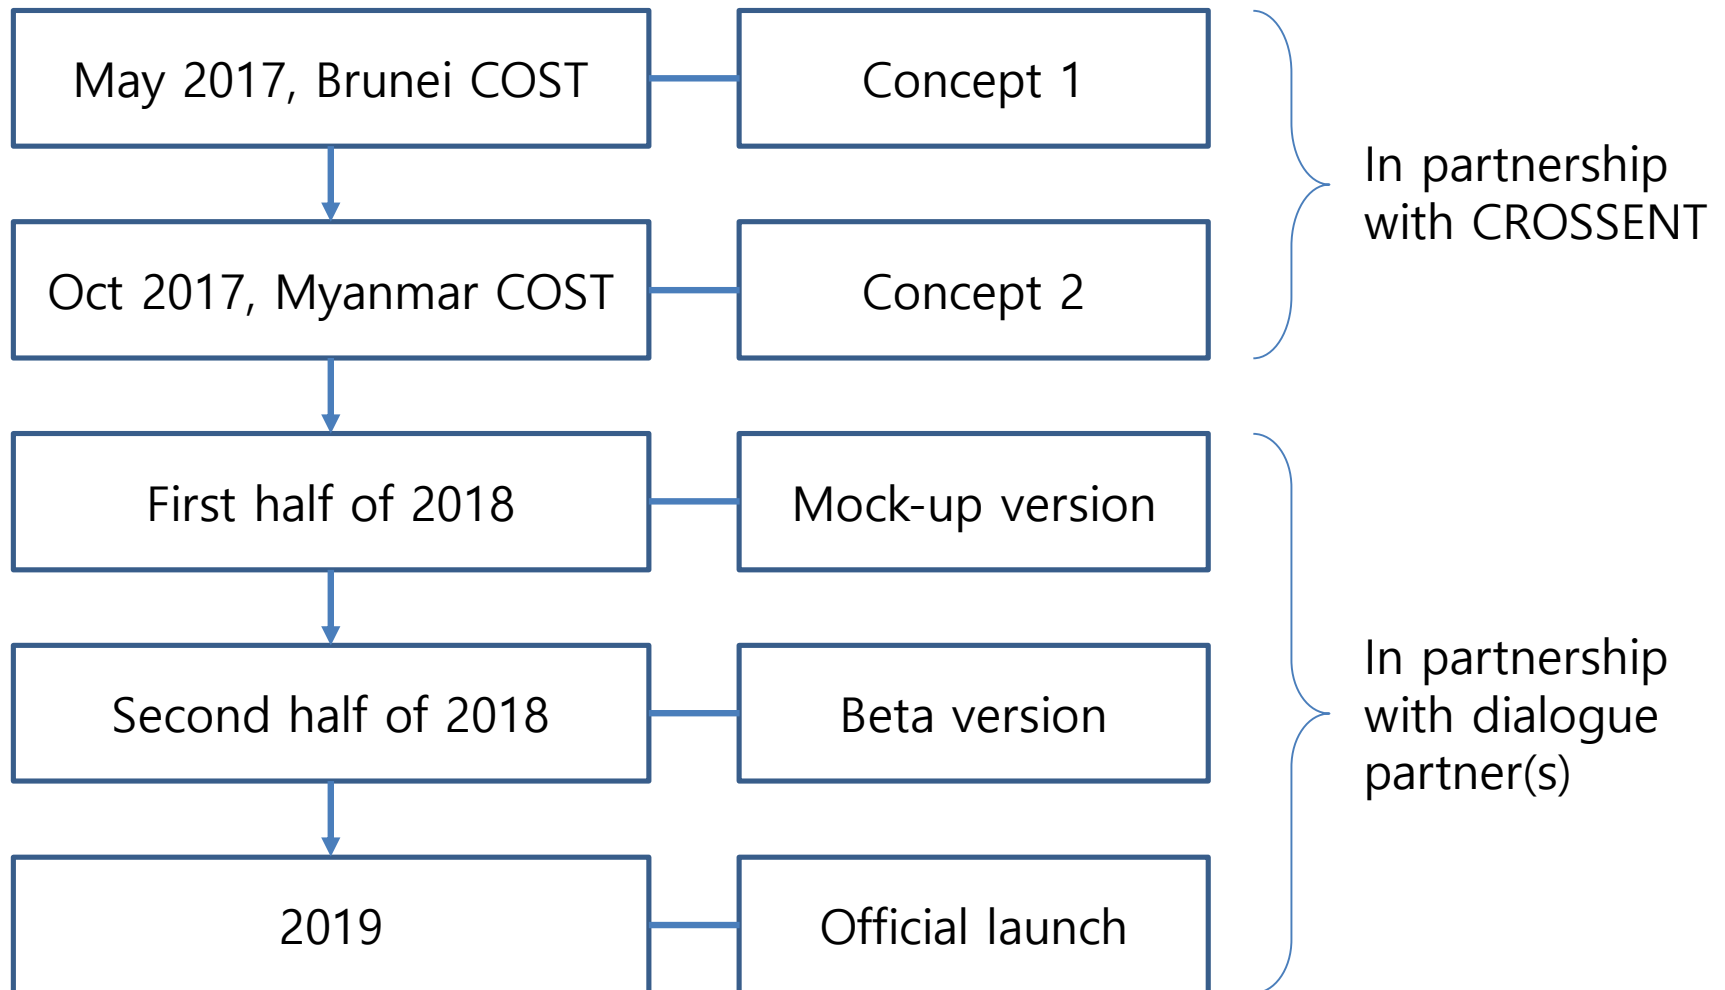 May 2017, Brunei COST
Concept 1
In partnership
with CROSSENT
Oct 2017, Myanmar COST
Concept 2
First half of 2018
Mock-up version
Second half of 2018
Beta version
In partnership
with dialogue
partner(s)
2019
Official launch